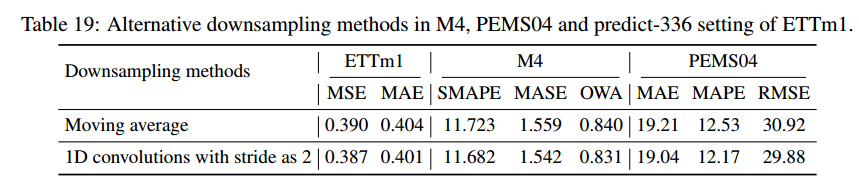 Table 19: Alternative downsampling methods in M4, PEMS04 and predict-336 setting of ETTm1.
Downsampling methods ETTm1 M4 PEMS04
MSE MAE SMAPE MASE OWA MAE MAPE RMSE
Moving average 0.390 0.404 11.723 1.559 0.840 19.21 12.53 30.92
1D convolutions with stride as 2 0.387 0.401 11.682 1.542 0.831 19.04 12.17 29.88